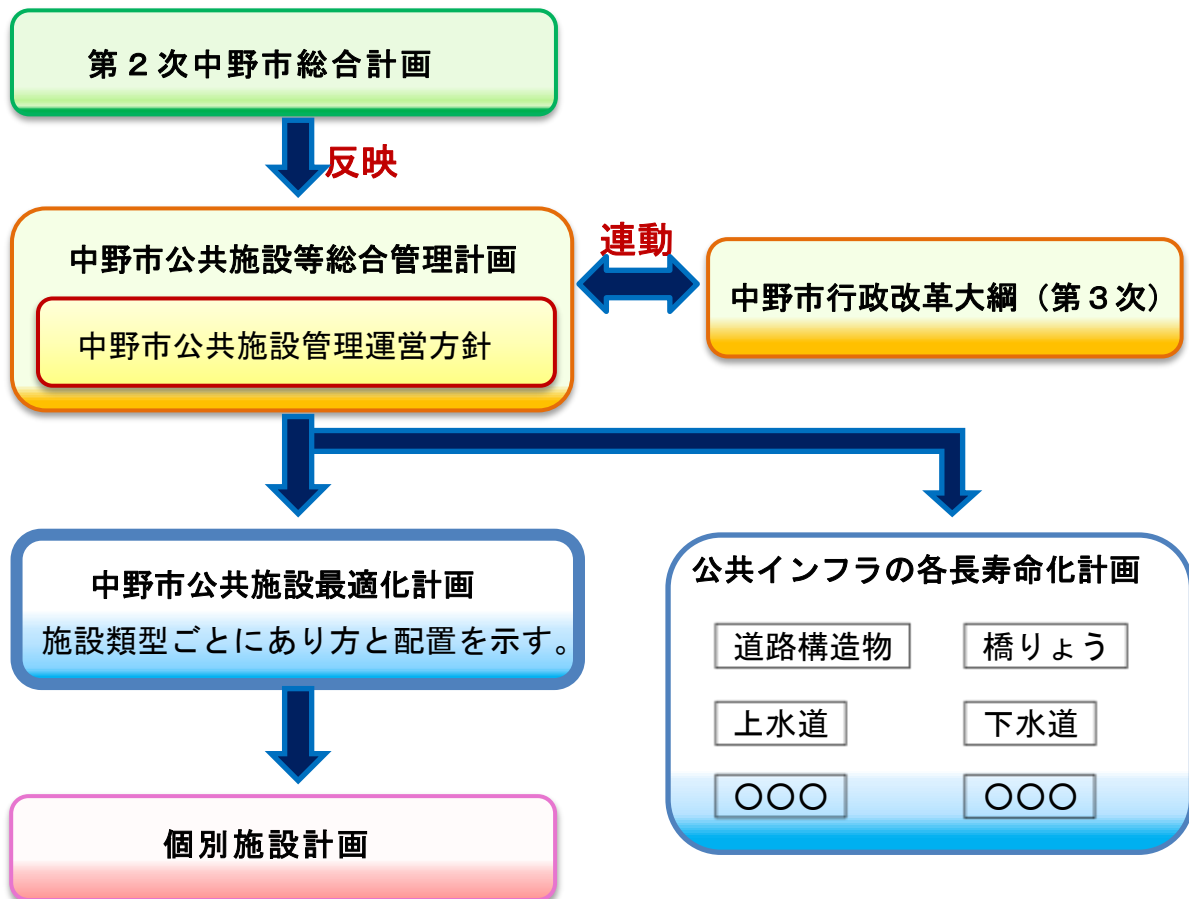 第２次中野市総合計画
反映
中野市公共施設等総合管理計画
中野市公共施設管理運営方針
連動
中野市行政改革大綱（第３次）
中野市公共施設最適化計画
施設類型ごとにあり方と配置を示す。
公共インフラの各長寿命化計画
道路構造物
橋りょう
上水道
下水道
○○○
○○○
個別施設計画